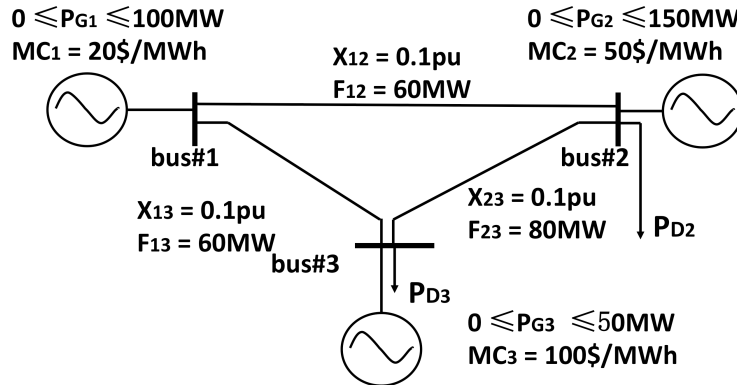 0 ≤PG1 ≤100MW
MC1 = 20$/MWh
0 ≤PG2 ≤150MW
MC2 = 50$/MWh
X12 = 0.1pu
F12 = 60MW
bus#1
bus#2
X13 = 0.1pu
F13 = 60MW
X23 = 0.1pu
F23 = 80MW
PD2
bus#3
PD3
0 ≤PG3 ≤50MW
MC3 = 100$/MWh